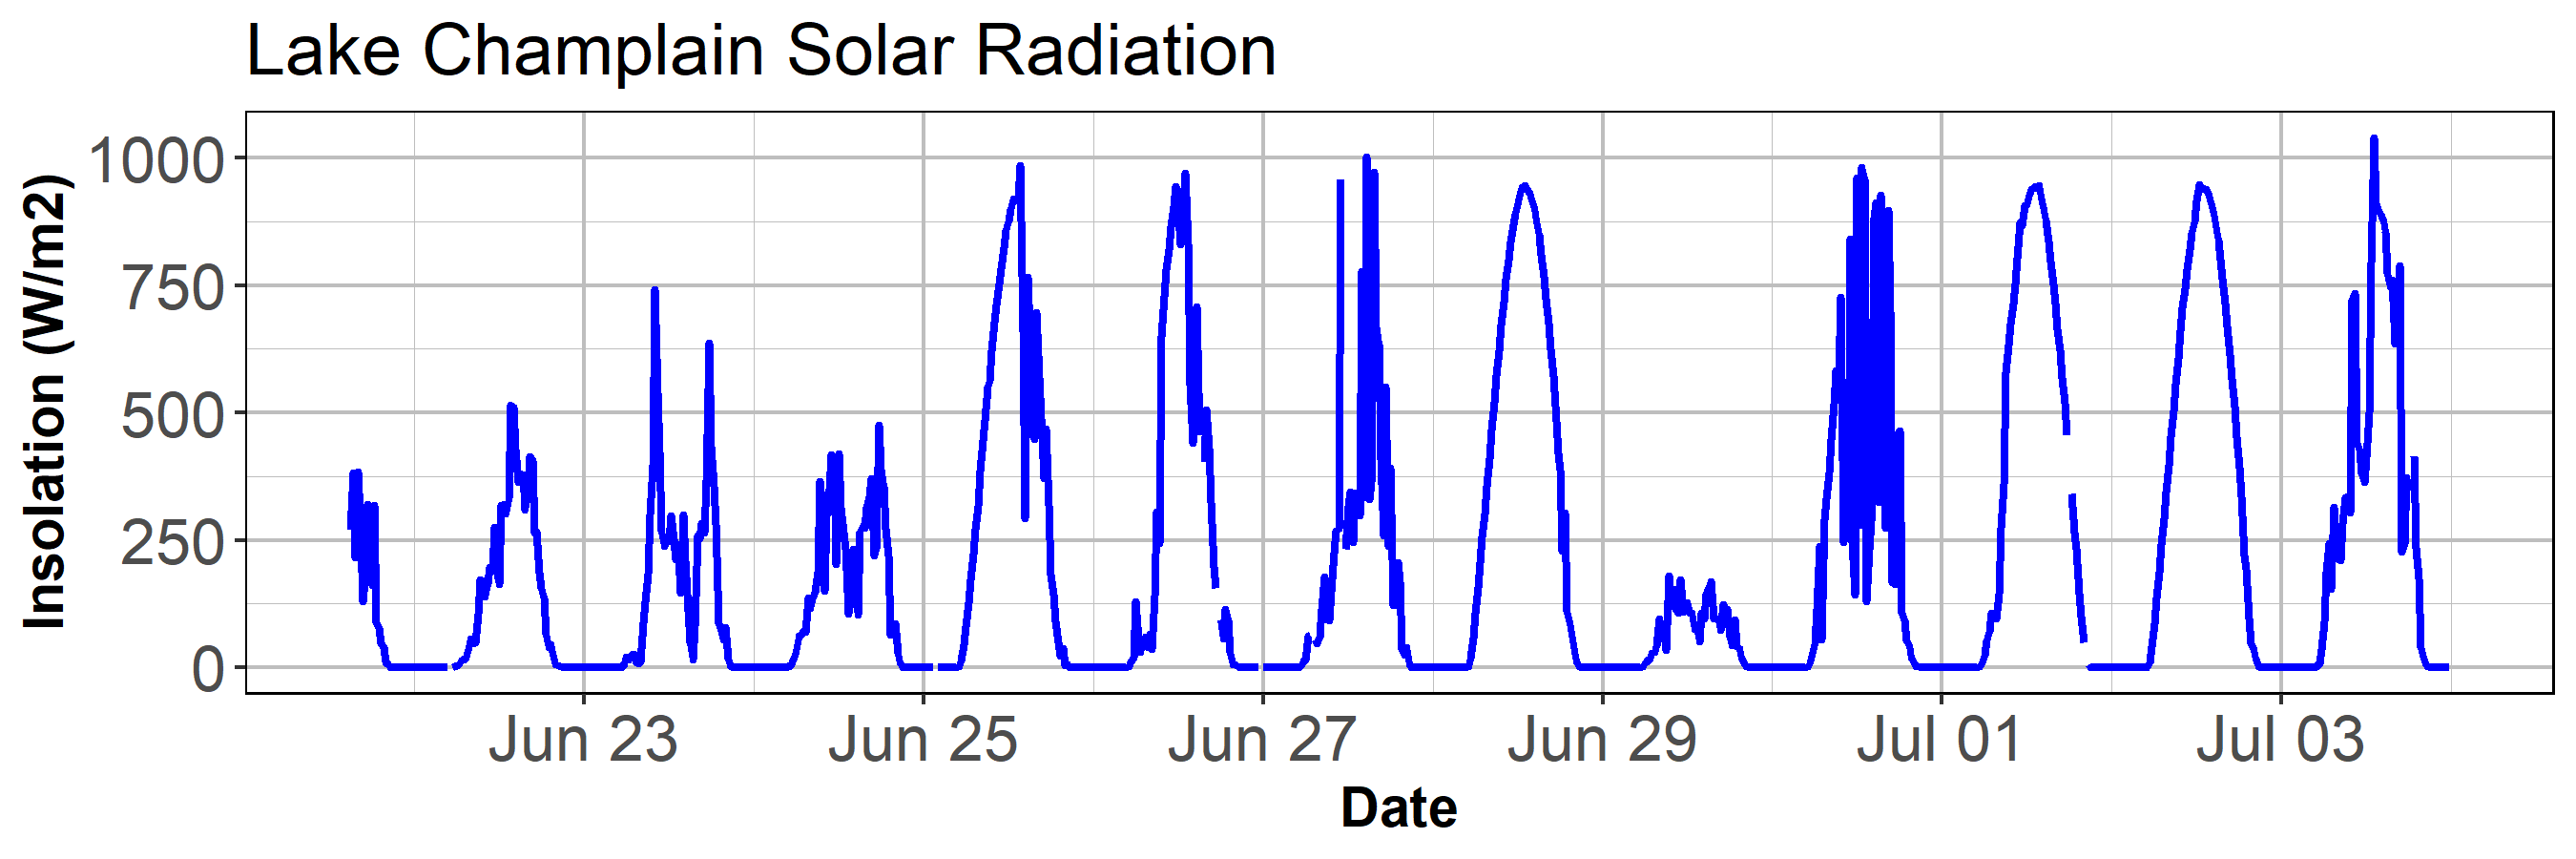 Lake Champlain Solar Radiation
Insolation (W/m2)
1000
750
500
250
0
Jun 23 Jun 25 Jun 27 Jun 29 Jul 01 Jul 03
Date